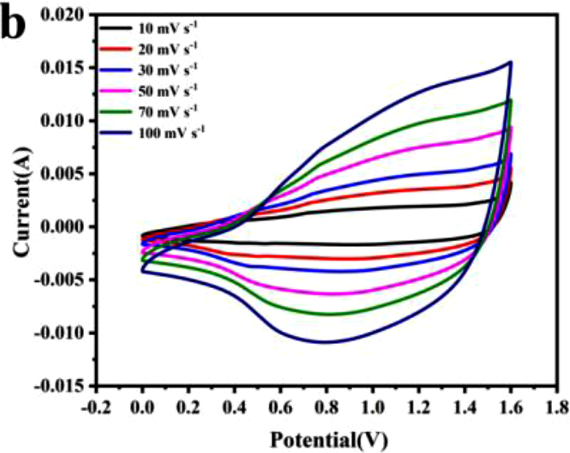 b
0.020
0.015
0.010
0.005
0.000
-0.005
-0.010
-0.015
Current(A)
10 mV s⁻¹
20 mV s⁻¹
30 mV s⁻¹
50 mV s⁻¹
70 mV s⁻¹
100 mV s⁻¹
-0.2 0.0 0.2 0.4 0.6 0.8 1.0 1.2 1.4 1.6 1.8
Potential(V)